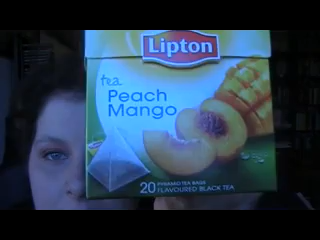 Lipton
tea
Peach
Mango
20 PYRAMID TEA BAGS
FLAVOURED BLACK TEA